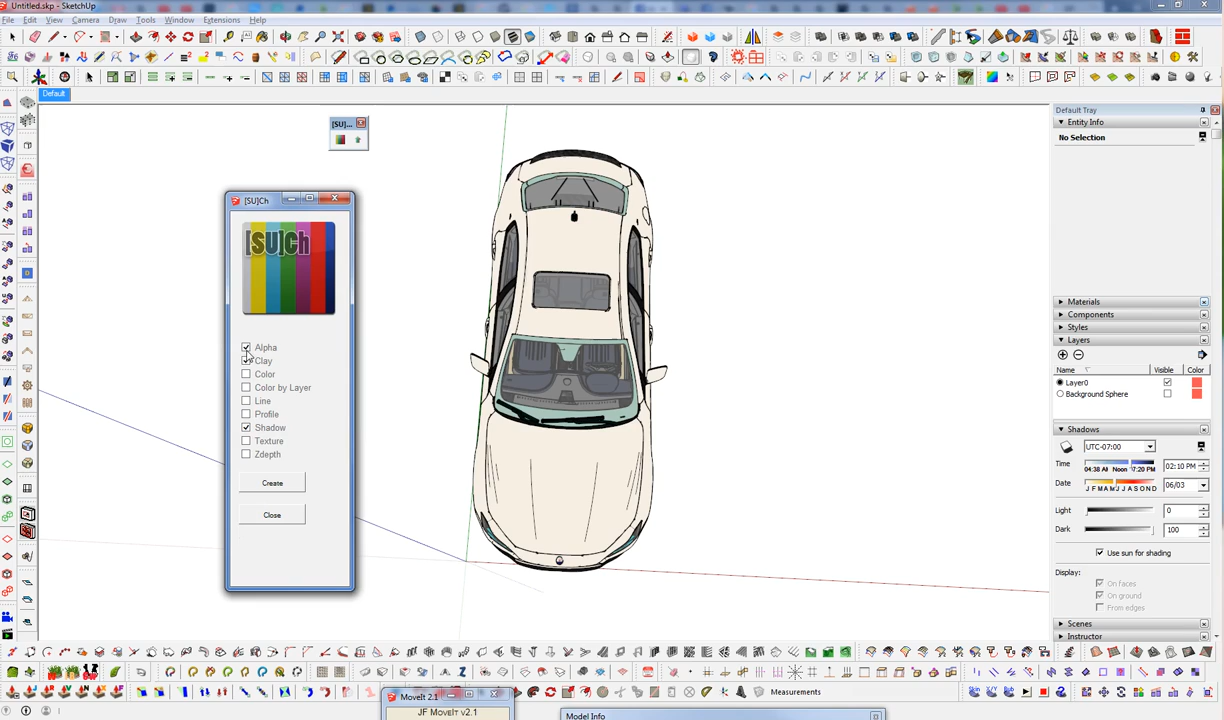 Untitled.skp - SketchUp
File Edit View Camera Draw Tools Window Extensions Help
Default
[SU]...
[SU]Ch
[SU]Ch
Alpha
Clay
Color
Color by Layer
Line
Profile
Shadow
Texture
Zdepth
Create
Close
Default Tray
Entity Info
No Selection
Materials
Components
Styles
Layers
Name Visible Color
Layer0
Background Sphere
Shadows
UTC-07:00
Time 04:38 AM Noon 7:20 PM 02:10 PM
Date J F M A M J J A S O N D 06/03
Light 0
Dark 100
Use sun for shading
Display:
On faces
On ground
From edges
Scenes
Instructor
Measurements
MoveIt 2.1
JF MoveIt v2.1
Model Info